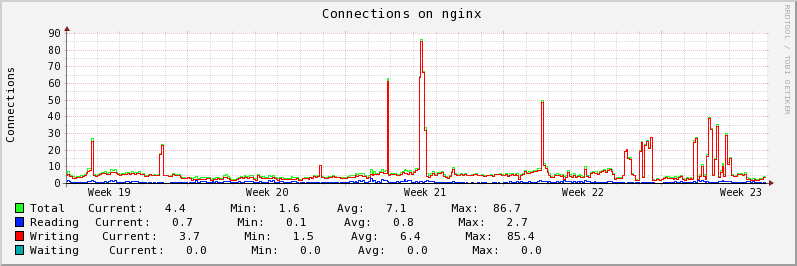 Connections on nginx
RRDTOOL / TOBI OETIKER
Connections
90
80
70
60
50
40
30
20
10
0
Week 19 Week 20 Week 21 Week 22 Week 23
Total Current: 4.4 Min: 1.6 Avg: 7.1 Max: 86.7
Reading Current: 0.7 Min: 0.1 Avg: 0.8 Max: 2.7
Writing Current: 3.7 Min: 1.5 Avg: 6.4 Max: 85.4
Waiting Current: 0.0 Min: 0.0 Avg: 0.0 Max: 0.0